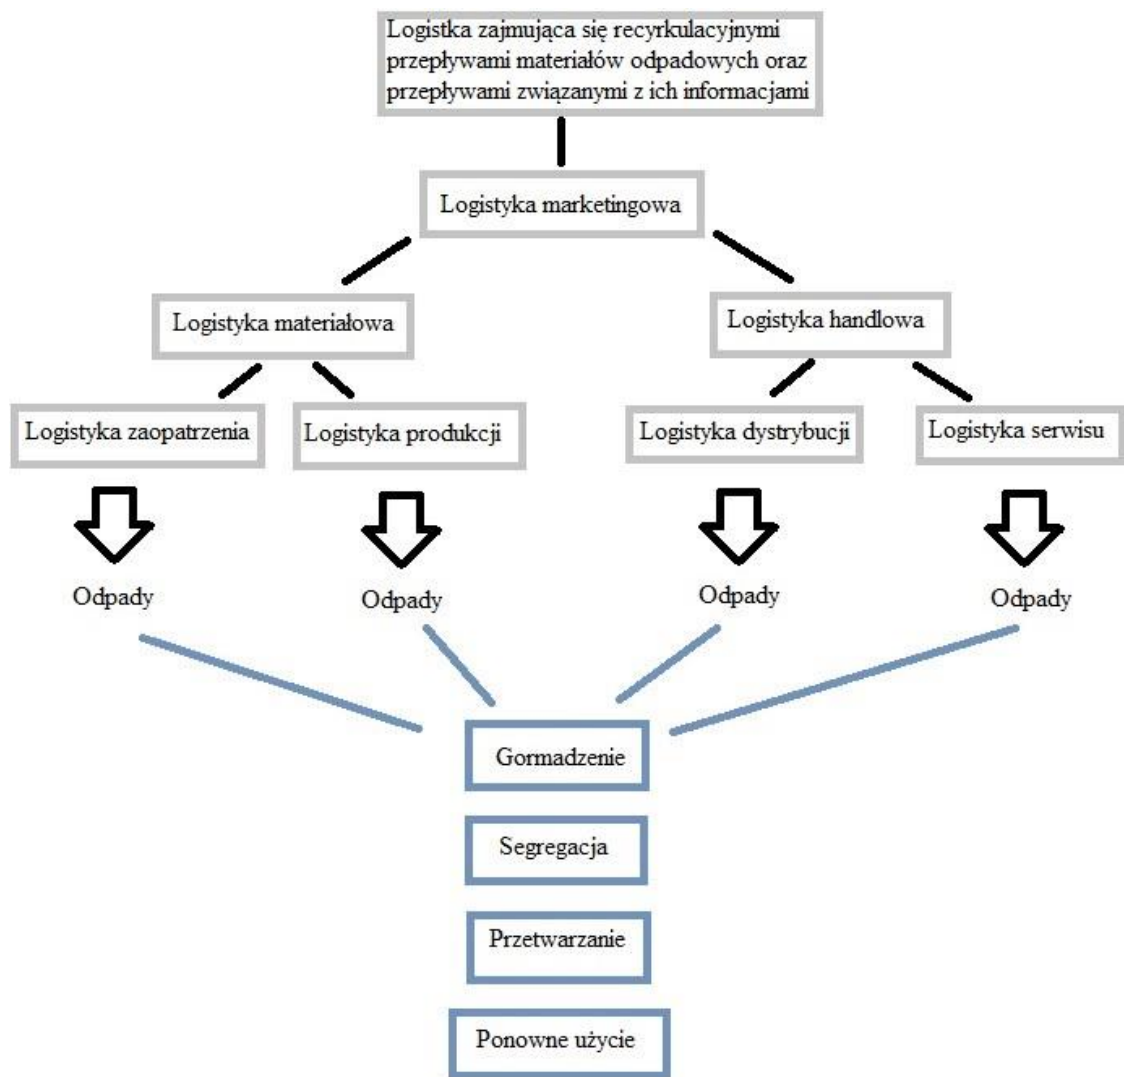 Logistka zajmująca się recyrkulacyjnymi
przepływami materiałów odpadowych oraz
przepływami związanymi z ich informacjami
Logistyka marketingowa
Logistyka materiałowa
Logistyka handlowa
Logistyka zaopatrzenia
Logistyka produkcji
Logistyka dystrybucji
Logistyka serwisu
Odpady
Odpady
Odpady
Odpady
Gormadzenie
Segregacja
Przetwarzanie
Ponowne użycie